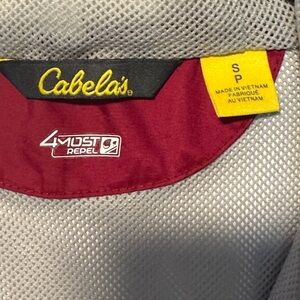 Cabela's®
S
P
MADE IN VIETNAM
FABRIQUÉ
AU VIETNAM
4MOST
REPEL